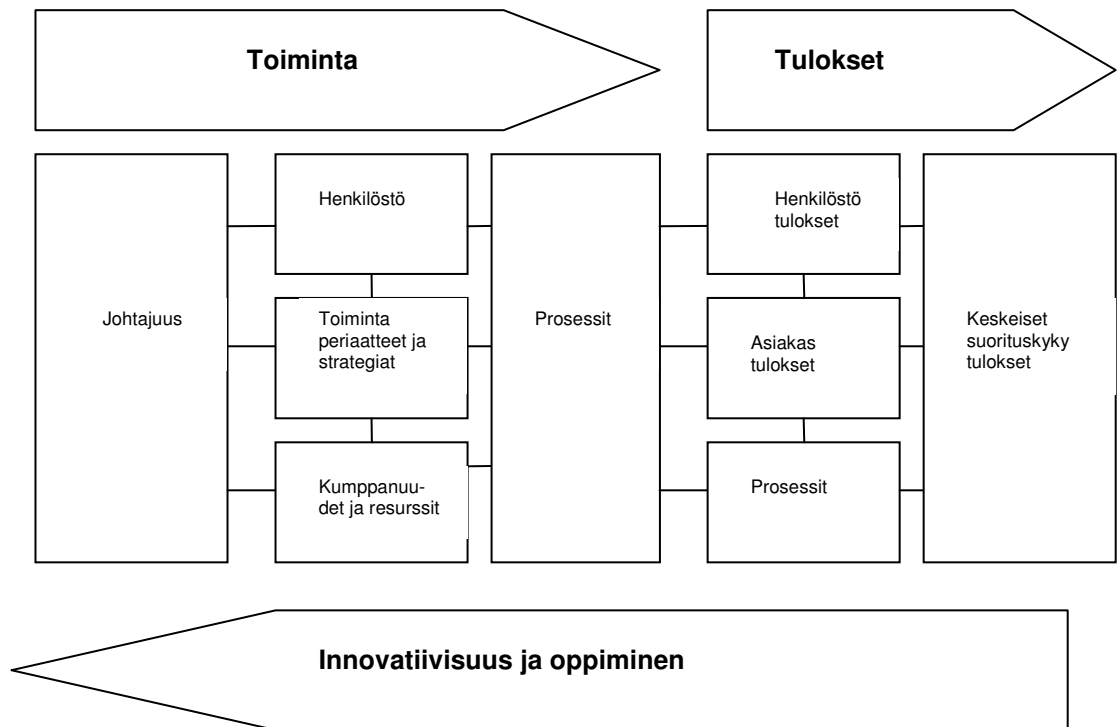 Toiminta
Tulokset
Johtajuus
Henkilöstö
Toiminta
periaatteet ja
strategiat
Kumppanuu-
det ja resurssit
Prosessit
Henkilöstö
tulokset
Asiakas
tulokset
Prosessit
Keskeiset
suorituskyky
tulokset
Innovatiivisuus ja oppiminen